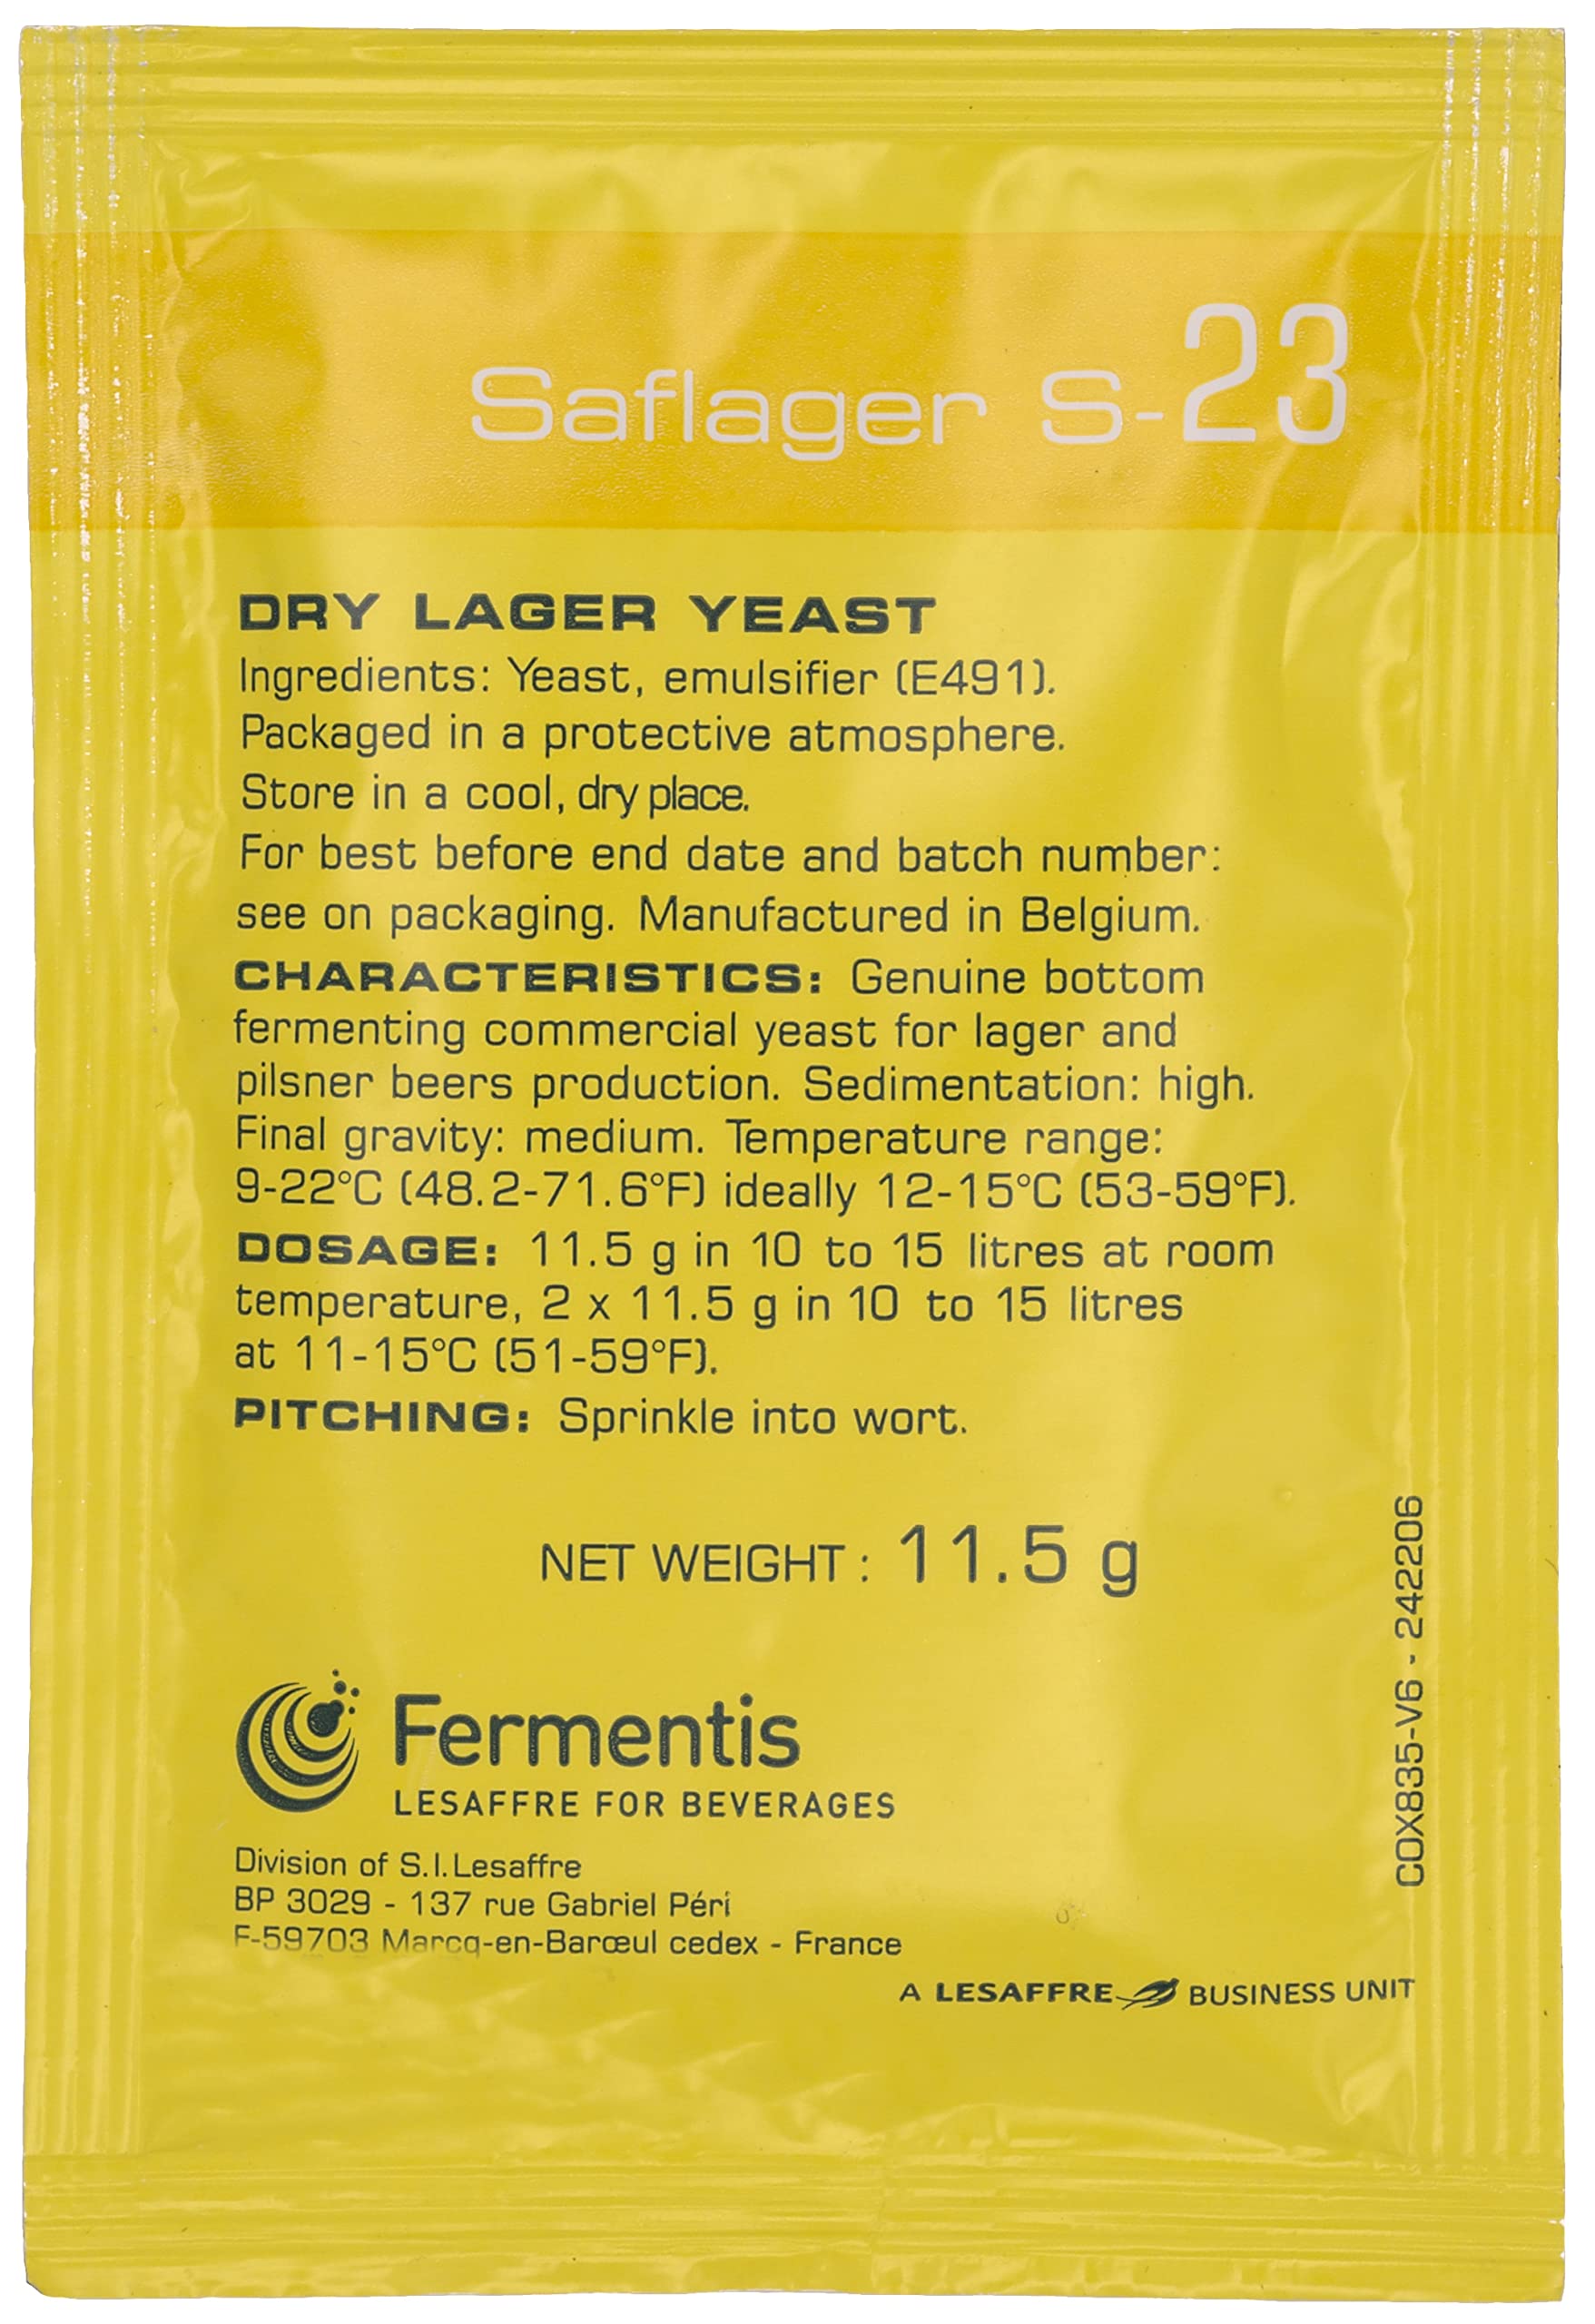 Saflager S-23
DRY LAGER YEAST
Ingredients: Yeast, emulsifier (E491).
Packaged in a protective atmosphere.
Store in a cool, dry place.
For best before end date and batch number:
see on packaging. Manufactured in Belgium.
CHARACTERISTICS: Genuine bottom
fermenting commercial yeast for lager and
pilsner beers production. Sedimentation: high.
Final gravity: medium. Temperature range:
9-22°C (48.2-71.6°F) ideally 12-15°C (53-59°F).
DOSAGE: 11.5 g in 10 to 15 litres at room
temperature, 2 x 11.5 g in 10 to 15 litres
at 11-15°C (51-59°F).
PITCHING: Sprinkle into wort.
NET WEIGHT : 11.5 g
COX835-V6 - 242206
Fermentis
LESAFFRE FOR BEVERAGES
Division of S.I.Lesaffre
BP 3029 - 137 rue Gabriel Péri
F-59703 Marcq-en-Barœul cedex - France
A LESAFFRE BUSINESS UNIT